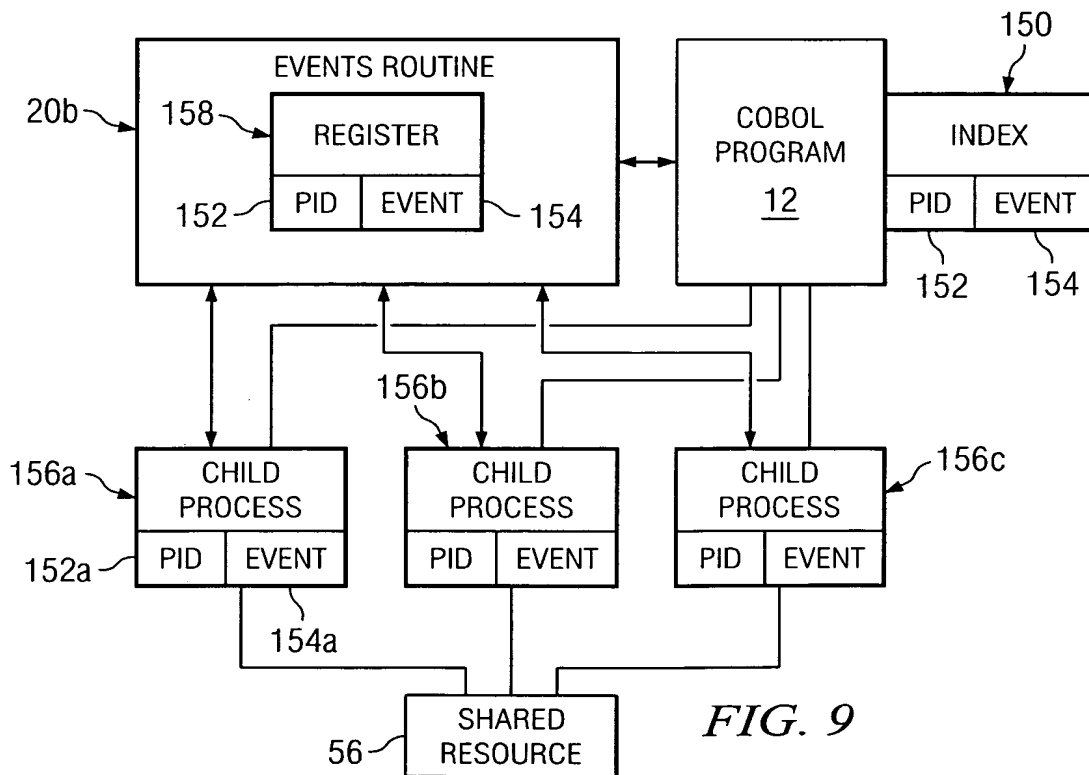 150
EVENTS ROUTINE
20b
158
REGISTER
COBOL
PROGRAM
12
INDEX
152
PID
EVENT
154
PID
EVENT
152
154
156b
156a
CHILD
PROCESS
CHILD
PROCESS
CHILD
PROCESS
156c
152a
PID
EVENT
PID
EVENT
PID
EVENT
154a
56
SHARED
RESOURCE
FIG. 9